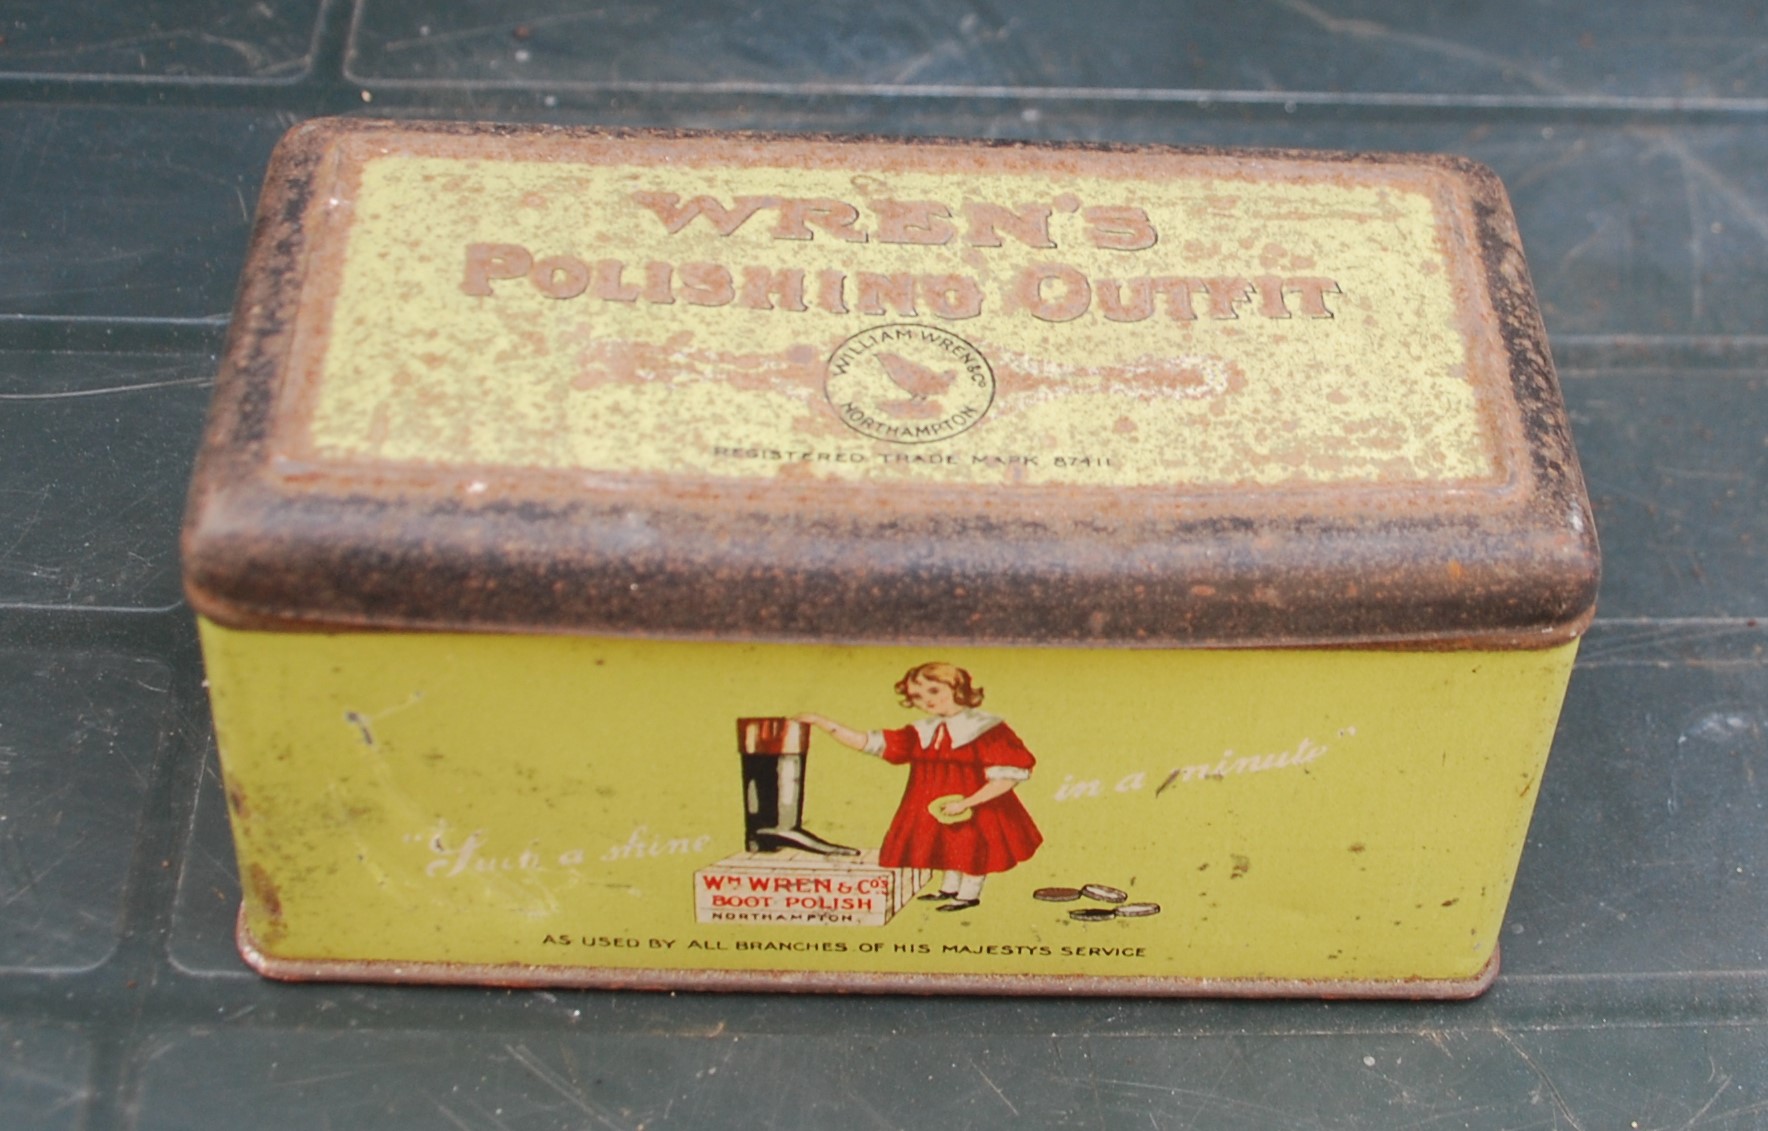 WREN'S
POLISHING OUTFIT
WILLIAM WREN & Co
NORTHAMPTON
REGISTERED TRADE MARK 87411
"Such a shine
in a minute"
Wm WREN & Co's
BOOT POLISH
NORTHAMPTON.
AS USED BY ALL BRANCHES OF HIS MAJESTYS SERVICE